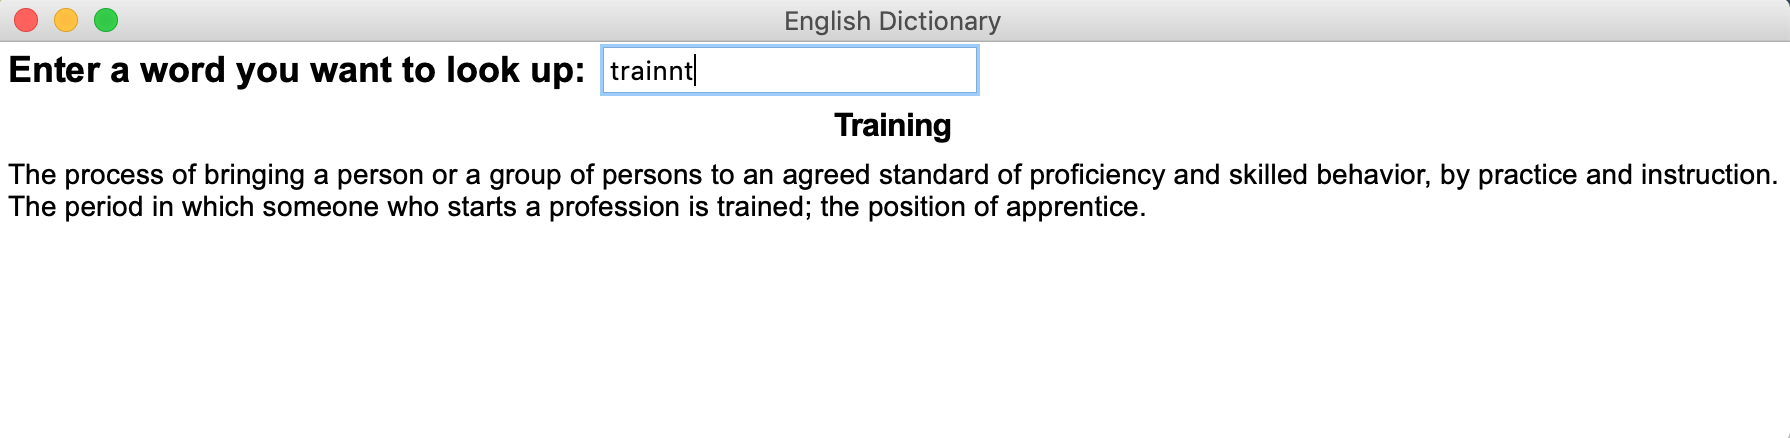 English Dictionary
Enter a word you want to look up: trainnt
Training
The process of bringing a person or a group of persons to an agreed standard of proficiency and skilled behavior, by practice and instruction.
The period in which someone who starts a profession is trained; the position of apprentice.